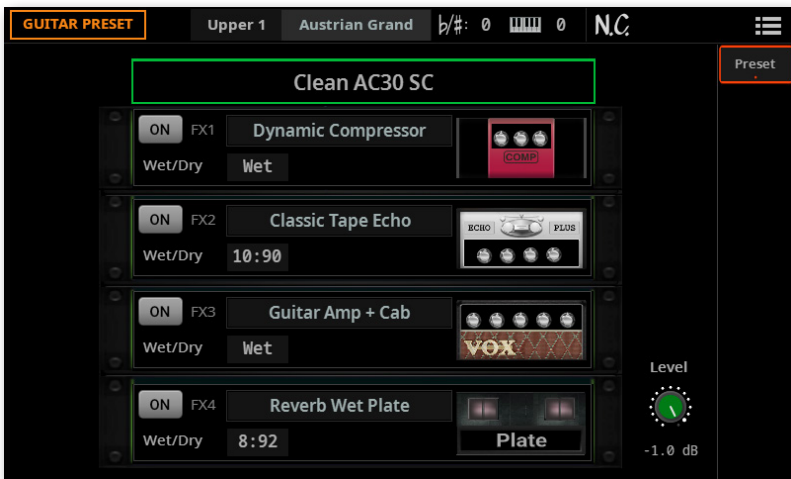 GUITAR PRESET Upper 1 Austrian Grand ♭/#: 0 0 N.C.
Preset
Clean AC30 SC
ON FX1 Dynamic Compressor
COMP
Wet/Dry Wet
ON FX2 Classic Tape Echo
ECHO PLUS
Wet/Dry 10:90
ON FX3 Guitar Amp + Cab
Wet/Dry Wet
VOX
Level
ON FX4 Reverb Wet Plate
Wet/Dry 8:92
Plate
-1.0 dB